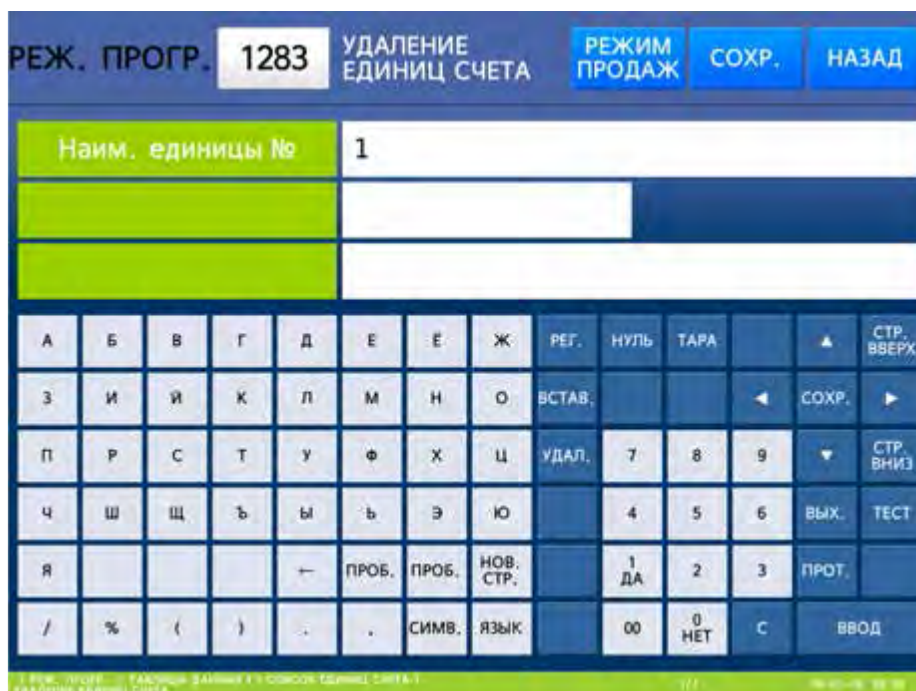 РЕЖ. ПРОГР. 1283 УДАЛЕНИЕ ЕДИНИЦ СЧЕТА РЕЖИМ ПРОДАЖ СОХР. НАЗАД
Наим. единицы № 1
А Б В Г Д Е Ё Ж РЕГ. НУЛЬ ТАРА ▲ СТР. ВВЕРХ
З И Й К Л М Н О ВСТАВ. ◄ СОХР. ►
П Р С Т У Ф Х Ц УДАЛ. 7 8 9 ▼ СТР. ВНИЗ
Ч Ш Щ Ъ Ы Ь Э Ю 4 5 6 ВЫХ. ТЕСТ
Я ← ПРОБ. ПРОБ. НОВ. СТР. 1 ДА 2 3 ПРОТ.
/ % ( ) . , СИМВ. ЯЗЫК 00 0 НЕТ С ВВОД